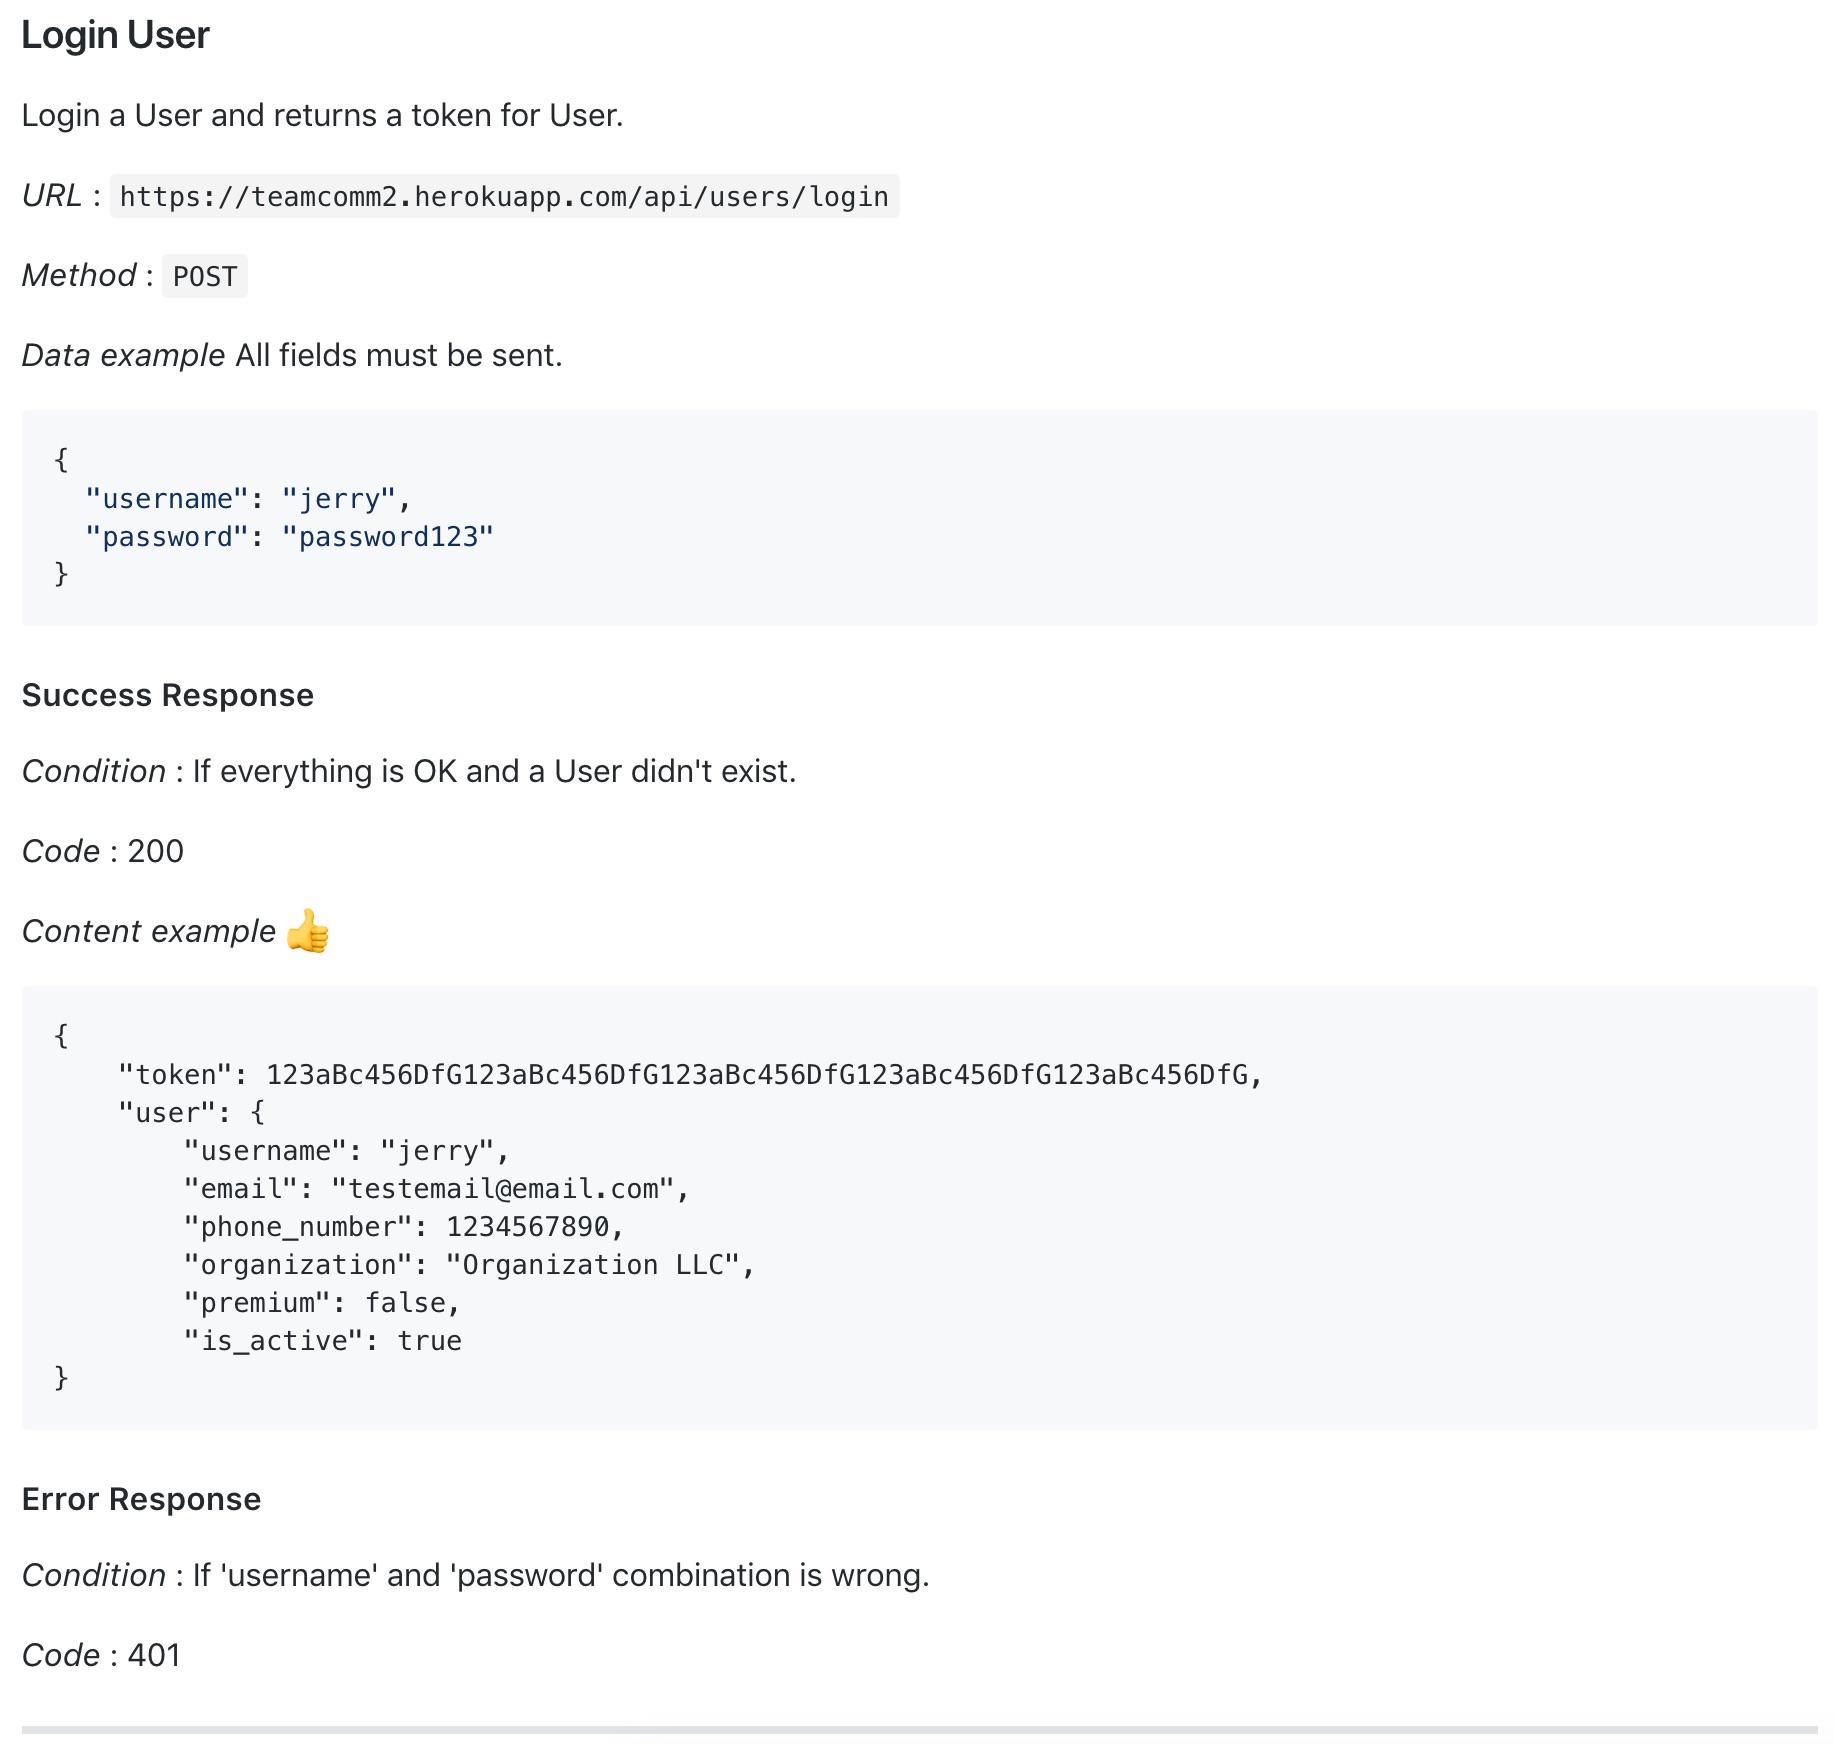 Login User
Login a User and returns a token for User.
URL : https://teamcomm2.herokuapp.com/api/users/login
Method : POST
Data example All fields must be sent.
{
  "username": "jerry",
  "password": "password123"
}
Success Response
Condition : If everything is OK and a User didn't exist.
Code : 200
Content example 👍
{
    "token": 123aBc456DfG123aBc456DfG123aBc456DfG123aBc456DfG123aBc456DfG,
    "user": {
        "username": "jerry",
        "email": "testemail@email.com",
        "phone_number": 1234567890,
        "organization": "Organization LLC",
        "premium": false,
        "is_active": true
}
Error Response
Condition : If 'username' and 'password' combination is wrong.
Code : 401